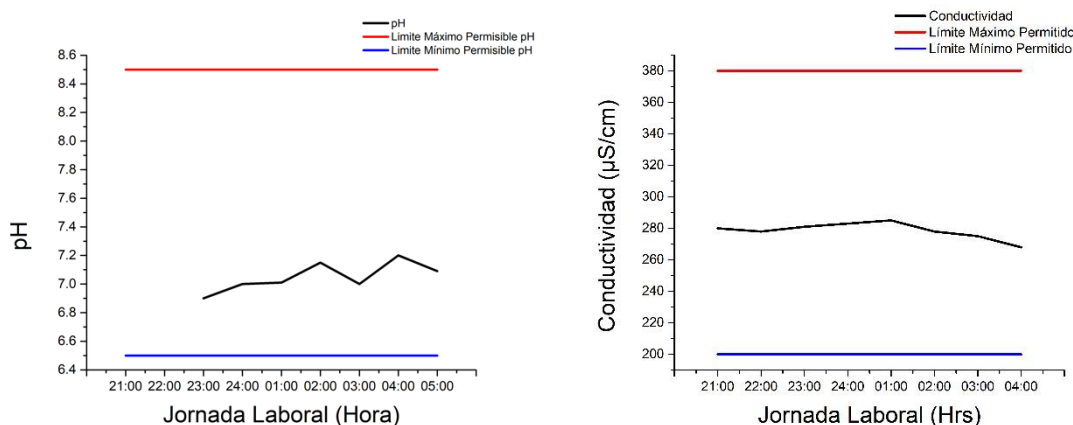 pH
Limite Máximo Permisible pH
Limite Mínimo Permisible pH
8.6
8.4
8.2
8.0
7.8
7.6
7.4
7.2
7.0
6.8
6.6
6.4
pH
21:00 22:00 23:00 24:00 01:00 02:00 03:00 04:00 05:00
Jornada Laboral (Hora)
Conductividad
Límite Máximo Permitido
Límite Mínimo Permitido
380
360
340
320
300
280
260
240
220
200
Conductividad (µS/cm)
21:00 22:00 23:00 24:00 01:00 02:00 03:00 04:00
Jornada Laboral (Hrs)